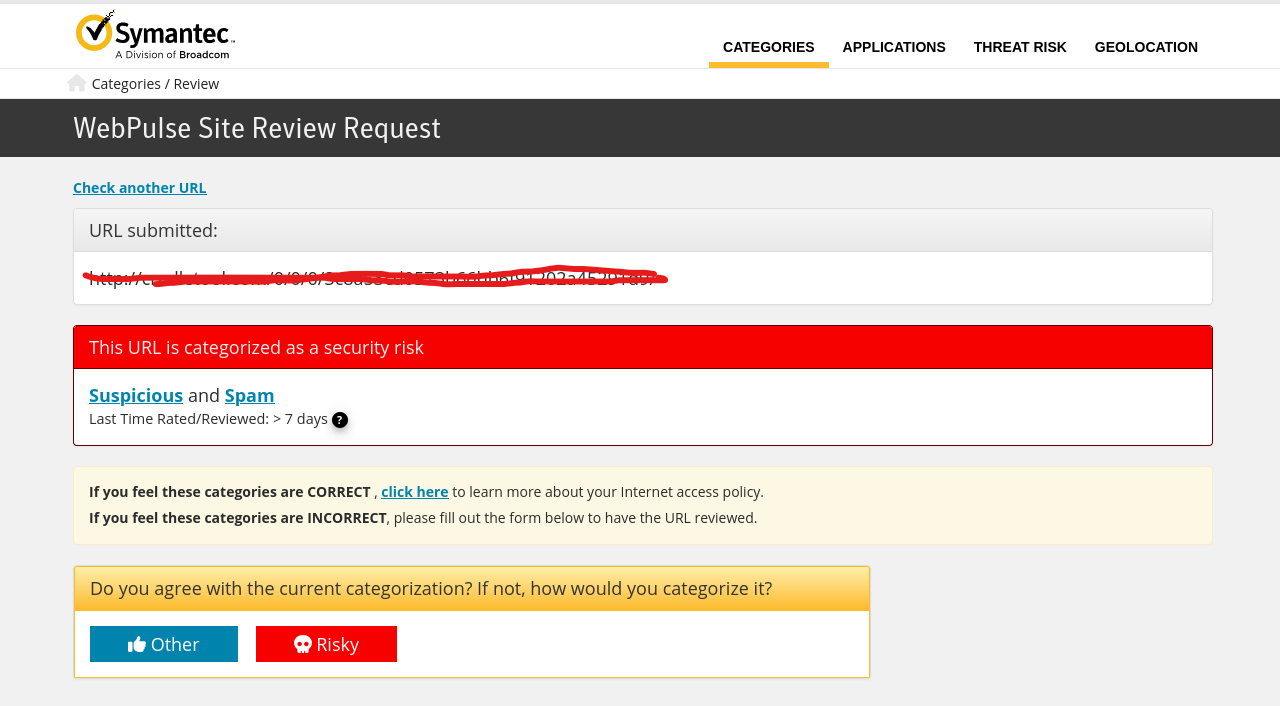 Symantec
A Division of Broadcom
CATEGORIES APPLICATIONS THREAT RISK GEOLOCATION
Categories / Review
WebPulse Site Review Request
Check another URL
URL submitted:
http://
This URL is categorized as a security risk
Suspicious and Spam
Last Time Rated/Reviewed: > 7 days ?
If you feel these categories are CORRECT , click here to learn more about your Internet access policy.
If you feel these categories are INCORRECT, please fill out the form below to have the URL reviewed.
Do you agree with the current categorization? If not, how would you categorize it?
Other Risky